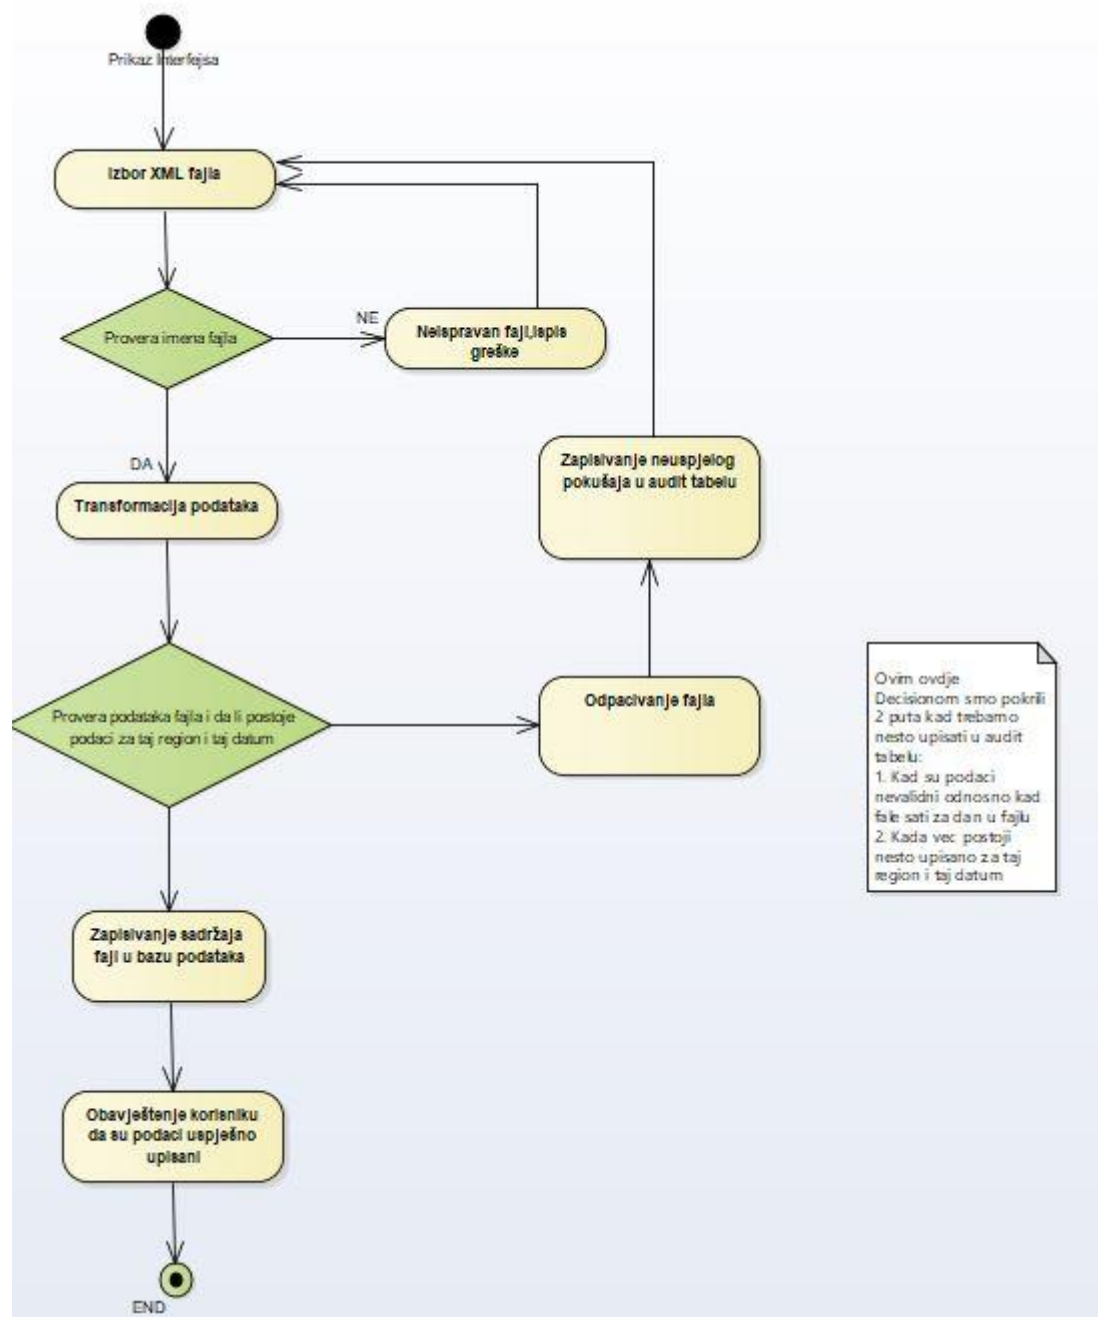 Prikaz Interfejsa
Izbor XML fajla
Provera imena fajla
NE
Neispravan fajl,ispis
greške
DA
Transformacija podataka
Zapisivanje neuspjelog
pokušaja u audit tabelu
Provera podataka fajla i da li postoje
podaci za taj region i taj datum
Odpacivanje fajla
Ovim ovdje
Decisionom smo pokrili
2 puta kad trebamo
nesto upisati u audit
tabelu:
1. Kad su podaci
nevalidni odnosno kad
fale sati za dan u fajlu
2. Kada vec postoji
nesto upisano za taj
region i taj datum
Zapisivanje sadržaja
fajl u bazu podataka
Obavještenje korisniku
da su podaci uspješno
upisani
END